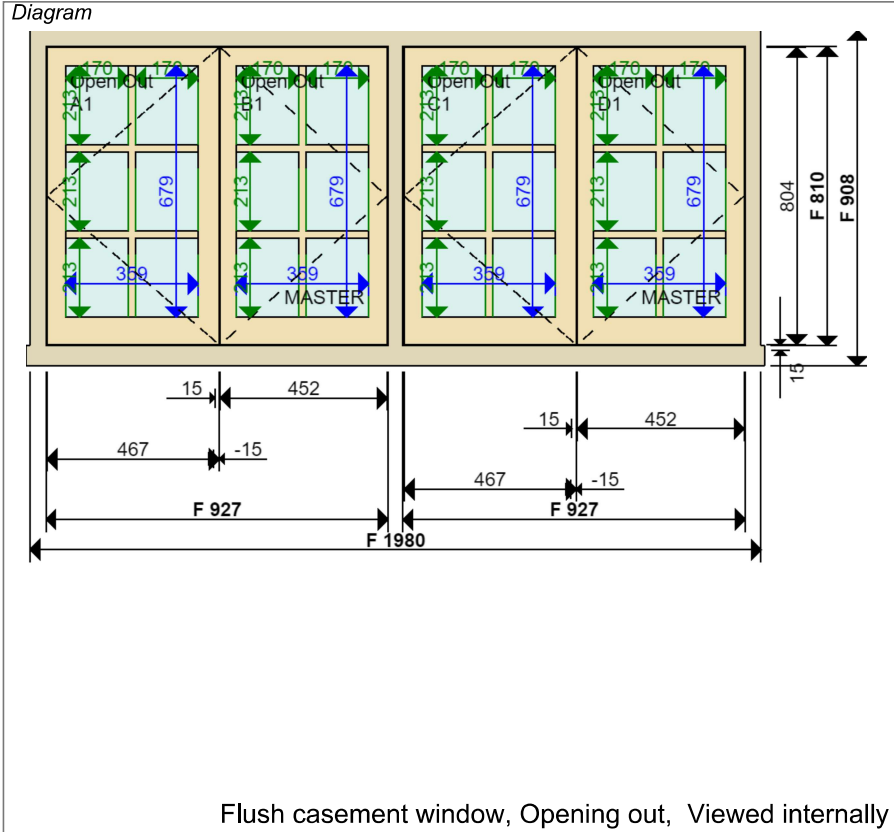 Diagram
170 170 170 170 170 170 170 170
Open Out Open Out Open Out Open Out
A1 B1 C1 D1
213 213 213 213
213 679 213 679 213 679 213 679
213 213 213 213
359 359 359 359
MASTER MASTER
804 F 810 F 908
15
15 452 15 452
467 -15 467 -15
F 927 F 927
F 1980
Flush casement window, Opening out, Viewed internally